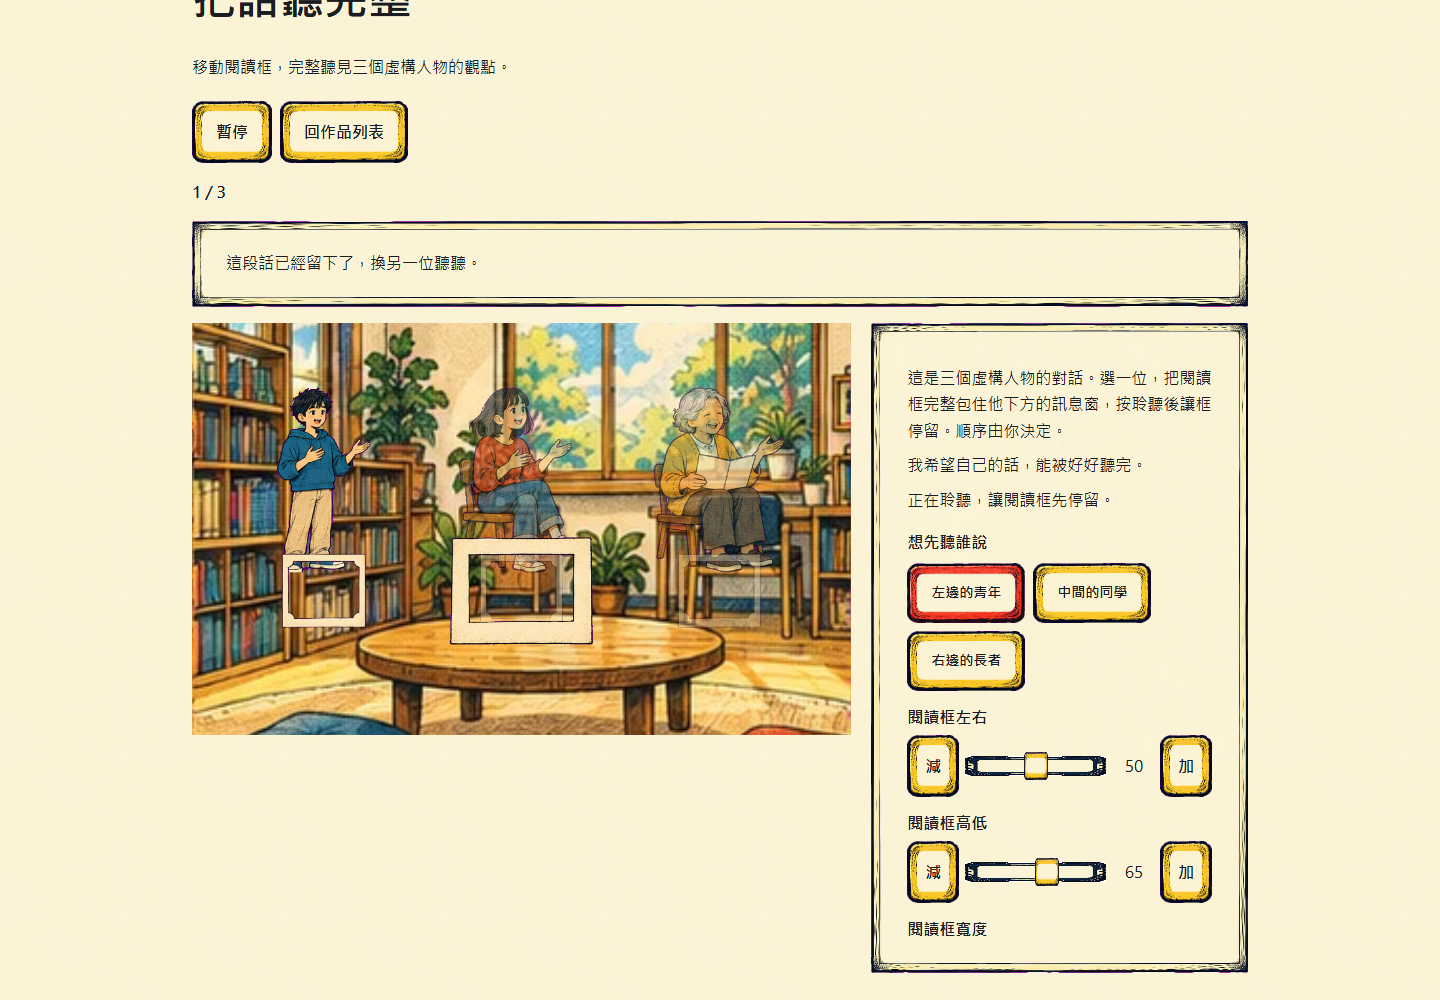 把話聽完整
移動閱讀框，完整聽見三個虛構人物的觀點。
暫停
回作品列表
1 / 3
這段話已經留下了，換另一位聽聽。
這是三個虛構人物的對話。選一位，把閱讀
框完整包住他下方的訊息窗，按聆聽後讓框
停留。順序由你決定。
我希望自己的話，能被好好聽完。
正在聆聽，讓閱讀框先停留。
想先聽誰說
左邊的青年
中間的同學
右邊的長者
閱讀框左右
減
50
加
閱讀框高低
減
65
加
閱讀框寬度